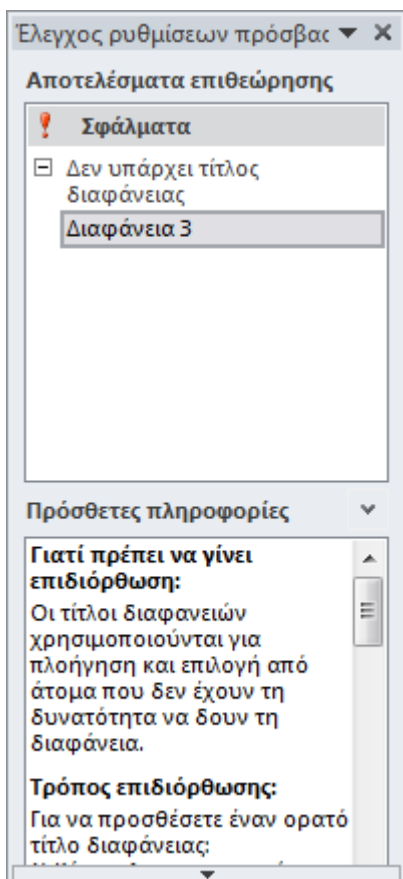 Έλεγχος ρυθμίσεων πρόσβας
Αποτελέσματα επιθεώρησης
Σφάλματα
Δεν υπάρχει τίτλος
διαφάνειας
Διαφάνεια 3
Πρόσθετες πληροφορίες
Γιατί πρέπει να γίνει
επιδιόρθωση:
Οι τίτλοι διαφανειών
χρησιμοποιούνται για
πλοήγηση και επιλογή από
άτομα που δεν έχουν τη
δυνατότητα να δουν τη
διαφάνεια.
Τρόπος επιδιόρθωσης:
Για να προσθέσετε έναν ορατό
τίτλο διαφάνειας: